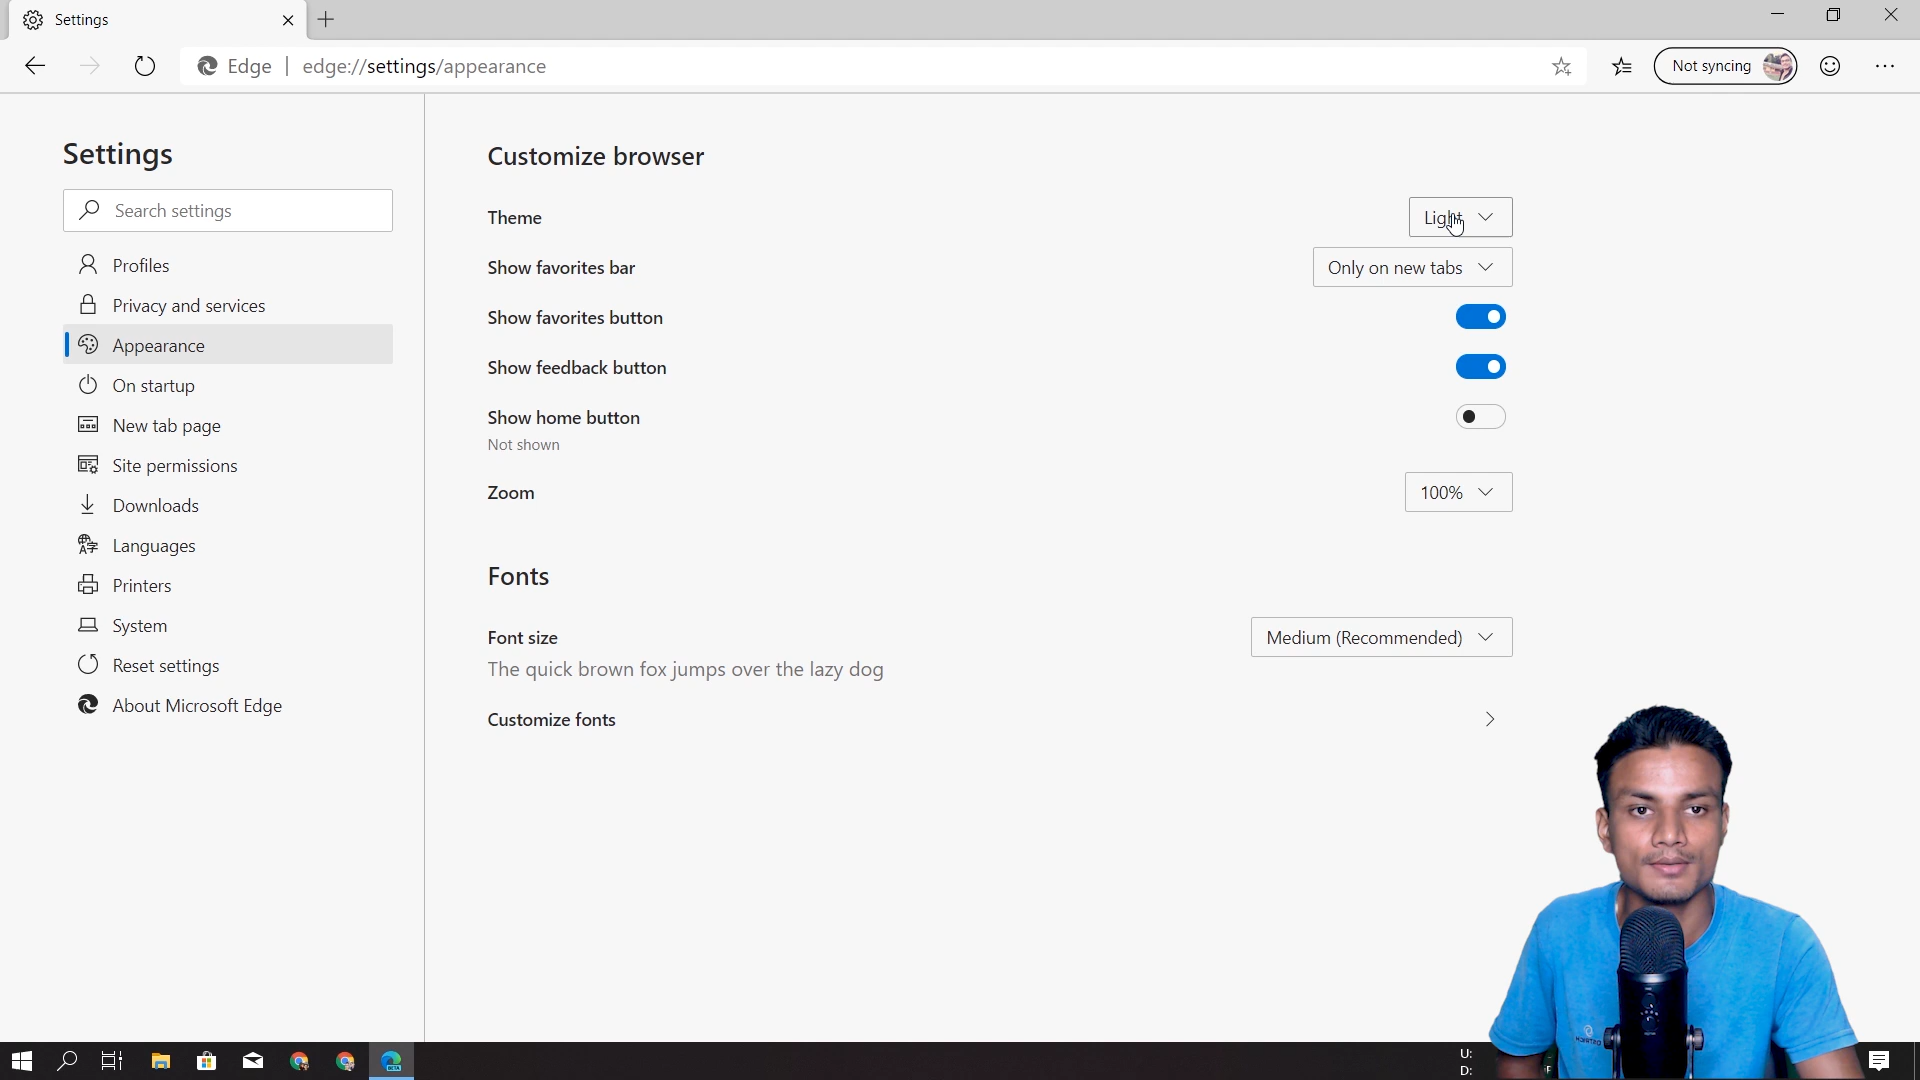 Settings
Edge | edge://settings/appearance
Not syncing
Settings
Search settings
Profiles
Privacy and services
Appearance
On startup
New tab page
Site permissions
Downloads
Languages
Printers
System
Reset settings
About Microsoft Edge
Customize browser
Theme
Light
Show favorites bar
Only on new tabs
Show favorites button
Show feedback button
Show home button
Not shown
Zoom
100%
Fonts
Font size
Medium (Recommended)
The quick brown fox jumps over the lazy dog
Customize fonts
U:
D: